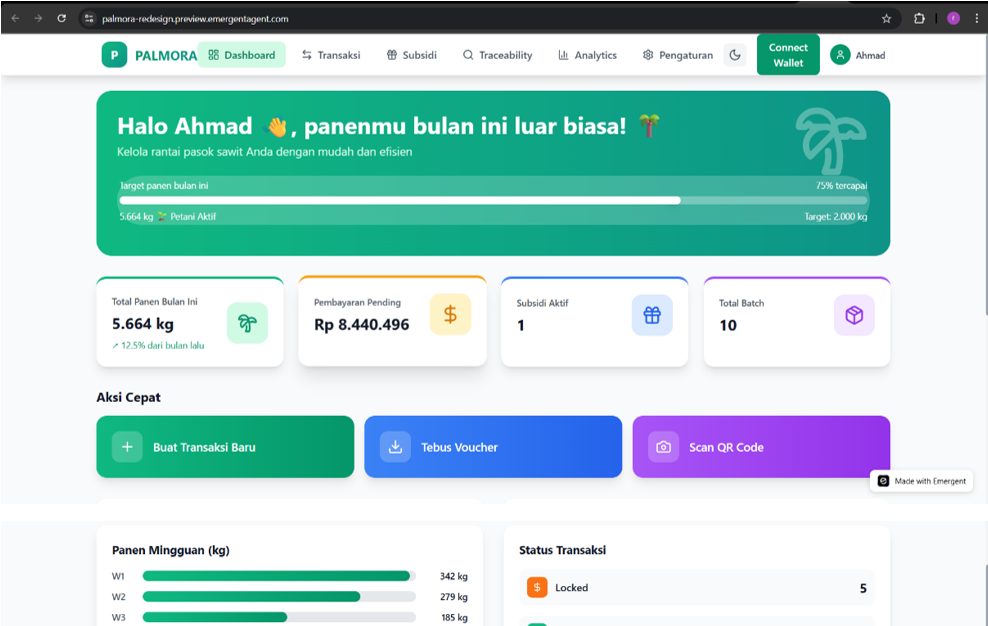 palmora-redesign.preview.emergentagent.com
P PALMORA Dashboard Transaksi Subsidi Traceability Analytics Pengaturan Connect Wallet Ahmad
Halo Ahmad 👋, panenmu bulan ini luar biasa! 🌴
Kelola rantai pasok sawit Anda dengan mudah dan efisien
Target panen bulan ini 75% tercapai
5.664 kg 🌱 Petani Aktif Target: 2.000 kg
Total Panen Bulan Ini
5.664 kg
↗ 12.5% dari bulan lalu
Pembayaran Pending
Rp 8.440.496
Subsidi Aktif
1
Total Batch
10
Aksi Cepat
Buat Transaksi Baru
Tebus Voucher
Scan QR Code
Made with Emergent
Panen Mingguan (kg)
W1 342 kg
W2 279 kg
W3 185 kg
Status Transaksi
Locked 5